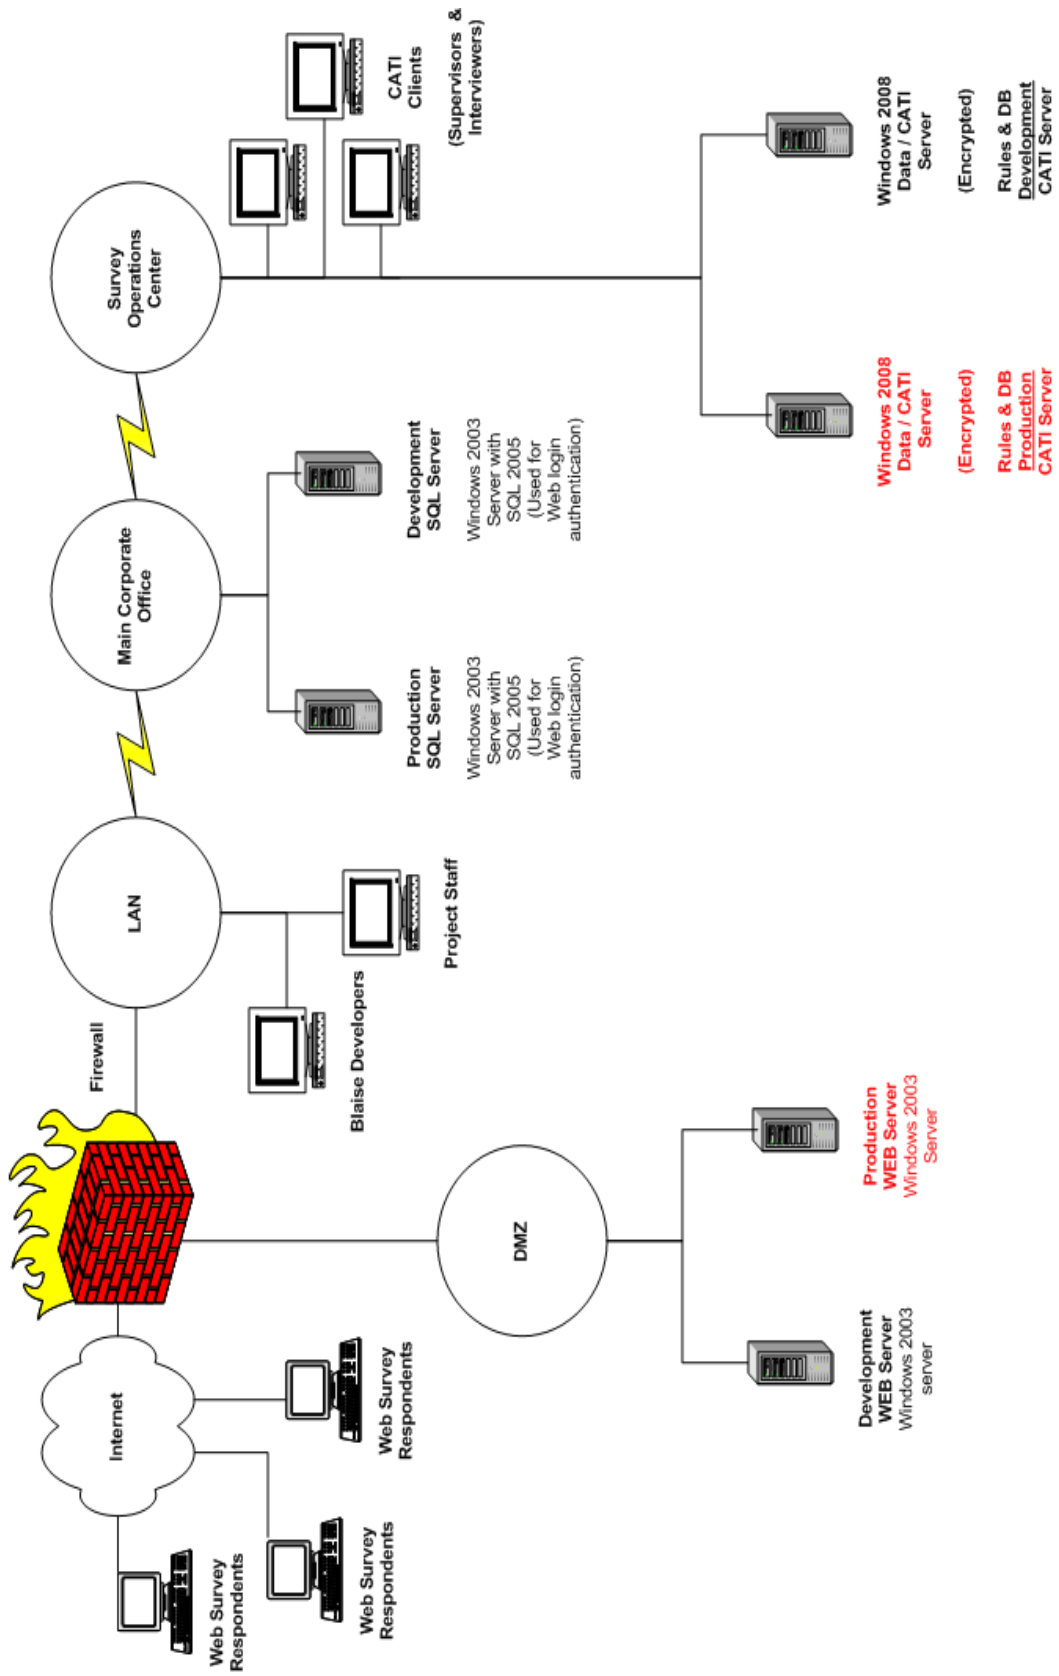 Internet
Web Survey
Respondents
Web Survey
Respondents
Web Survey
Respondents
Firewall
DMZ
Development
WEB Server
Windows 2003
server
Production
WEB Server
Windows 2003
Server
LAN
Blaise Developers
Project Staff
Main Corporate
Office
Production
SQL Server
Windows 2003
Server with
SQL 2005
(Used for
Web login
authentication)
Development
SQL Server
Windows 2003
Server with
SQL 2005
(Used for
Web login
authentication)
Survey
Operations
Center
CATI
Clients
(Supervisors &
Interviewers)
Windows 2008
Data / CATI
Server
(Encrypted)
Rules & DB
Production
CATI Server
Windows 2008
Data / CATI
Server
(Encrypted)
Rules & DB
Development
CATI Server